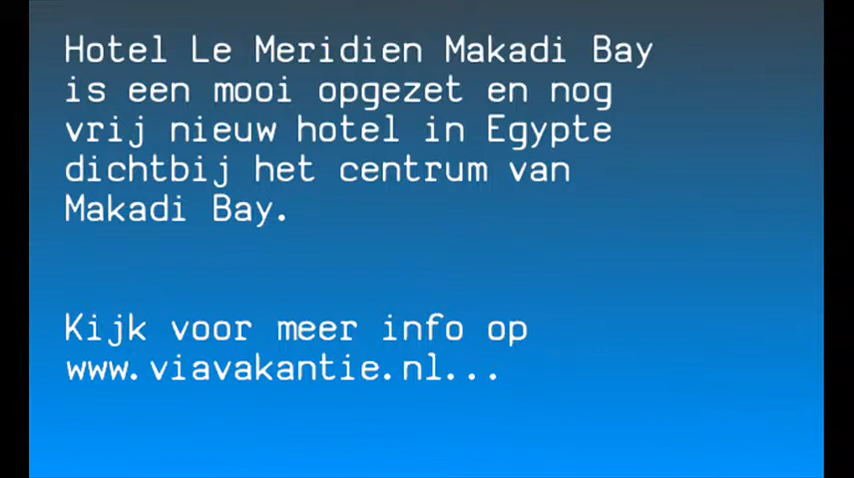 Hotel Le Meridien Makadi Bay
is een mooi opgezet en nog
vrij nieuw hotel in Egypte
dichtbij het centrum van
Makadi Bay.
Kijk voor meer info op
www.viavakantie.nl...